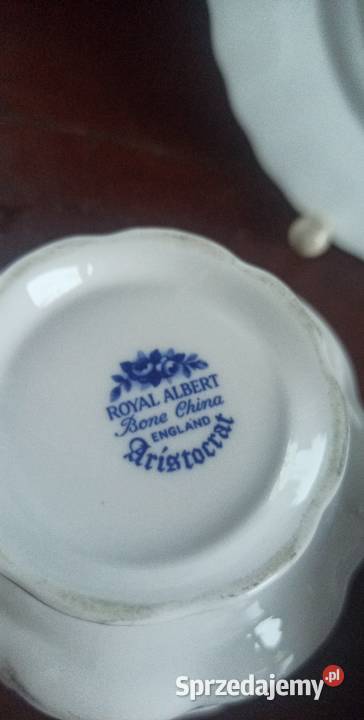 ROYAL ALBERT
Bone China
ENGLAND
Aristocrat
Sprzedajemy.pl